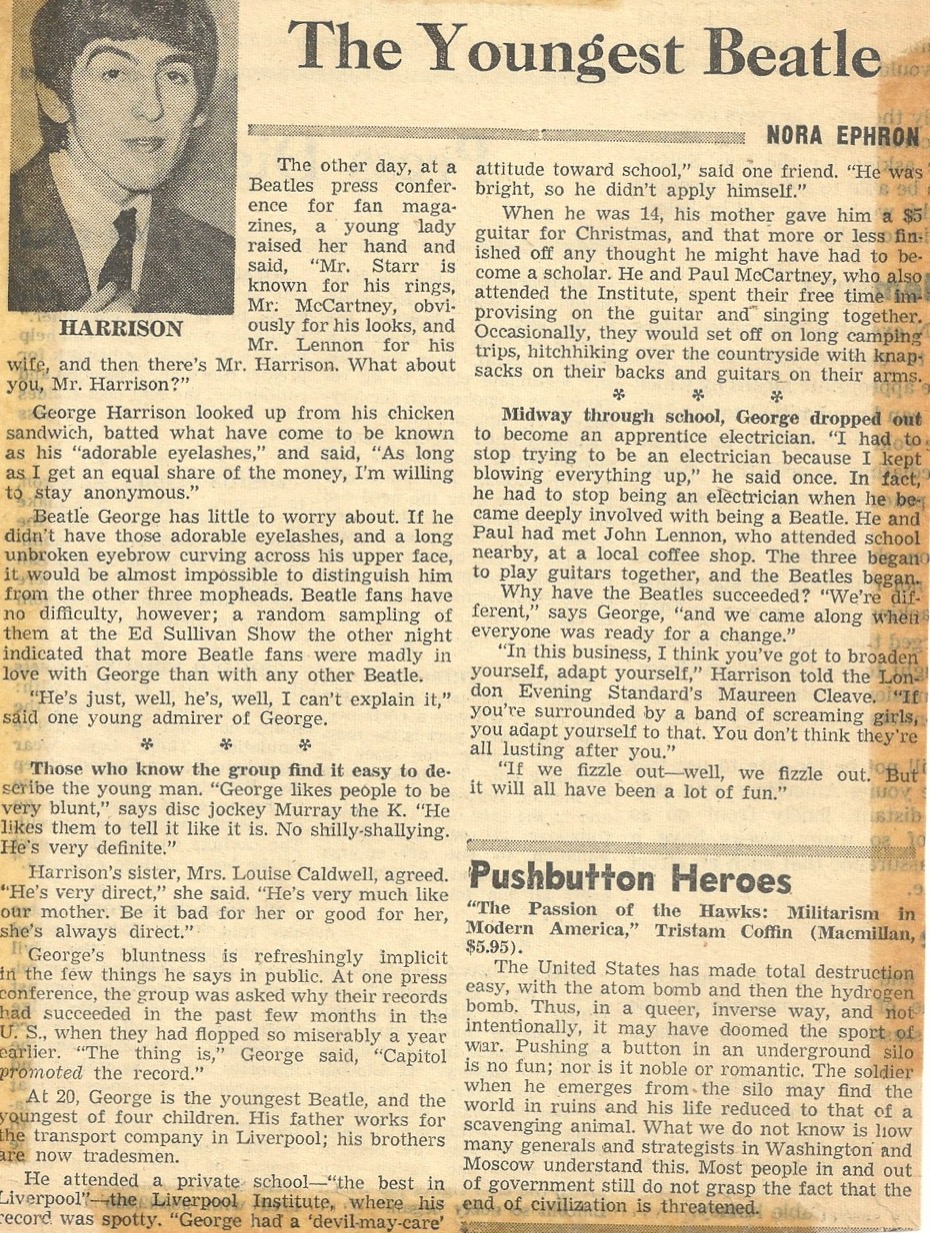 The Youngest Beatle
NORA EPHRON
HARRISON
The other day, at a
Beatles press confer-
ence for fan maga-
zines, a young lady
raised her hand and
said, “Mr. Starr is
known for his rings,
Mr. McCartney, obvi-
ously for his looks, and
Mr. Lennon for his
wife, and then there’s Mr. Harrison. What about
you, Mr. Harrison?”
George Harrison looked up from his chicken
sandwich, batted what have come to be known
as his “adorable eyelashes,” and said, “As long
as I get an equal share of the money, I’m willing
to stay anonymous.”
Beatle George has little to worry about. If he
didn’t have those adorable eyelashes, and a long
unbroken eyebrow curving across his upper face,
it would be almost impossible to distinguish him
from the other three mopheads. Beatle fans have
no difficulty, however; a random sampling of
them at the Ed Sullivan Show the other night
indicated that more Beatle fans were madly in
love with George than with any other Beatle.
“He’s just, well, he’s, well, I can’t explain it,”
said one young admirer of George.
* * *
Those who know the group find it easy to de-
scribe the young man. “George likes people to be
very blunt,” says disc jockey Murray the K. “He
likes them to tell it like it is. No shilly-shallying.
He’s very definite.”
Harrison’s sister, Mrs. Louise Caldwell, agreed.
“He’s very direct,” she said. “He’s very much like
our mother. Be it bad for her or good for her,
she’s always direct.”
George’s bluntness is refreshingly implicit
in the few things he says in public. At one press
conference, the group was asked why their records
had succeeded in the past few months in the
U. S., when they had flopped so miserably a year
earlier. “The thing is,” George said, “Capitol
promoted the record.”
At 20, George is the youngest Beatle, and the
youngest of four children. His father works for
the transport company in Liverpool; his brothers
are now tradesmen.
He attended a private school—“the best in
Liverpool”—the Liverpool Institute, where his
record was spotty. “George had a ‘devil-may-care’
attitude toward school,” said one friend. “He was
bright, so he didn’t apply himself.”
When he was 14, his mother gave him a $5
guitar for Christmas, and that more or less fin-
ished off any thought he might have had to be-
come a scholar. He and Paul McCartney, who also
attended the Institute, spent their free time im-
provising on the guitar and singing together.
Occasionally, they would set off on long camping
trips, hitchhiking over the countryside with knap-
sacks on their backs and guitars on their arms.
* * *
Midway through school, George dropped out
to become an apprentice electrician. “I had to
stop trying to be an electrician because I kept
blowing everything up,” he said once. In fact,
he had to stop being an electrician when he be-
came deeply involved with being a Beatle. He and
Paul had met John Lennon, who attended school
nearby, at a local coffee shop. The three began
to play guitars together, and the Beatles began.
Why have the Beatles succeeded? “We’re dif-
ferent,” says George, “and we came along when
everyone was ready for a change.”
“In this business, I think you’ve got to broaden
yourself, adapt yourself,” Harrison told the Lon-
don Evening Standard’s Maureen Cleave. “If
you’re surrounded by a band of screaming girls,
you adapt yourself to that. You don’t think they’re
all lusting after you.”
“If we fizzle out—well, we fizzle out. But
it will all have been a lot of fun.”
Pushbutton Heroes
“The Passion of the Hawks: Militarism in
Modern America,” Tristam Coffin (Macmillan,
$5.95).
The United States has made total destruction
easy, with the atom bomb and then the hydrogen
bomb. Thus, in a queer, inverse way, and not
intentionally, it may have doomed the sport of
war. Pushing a button in an underground silo
is no fun; nor is it noble or romantic. The soldier
when he emerges from the silo may find the
world in ruins and his life reduced to that of a
scavenging animal. What we do not know is how
many generals and strategists in Washington and
Moscow understand this. Most people in and out
of government still do not grasp the fact that the
end of civilization is threatened.